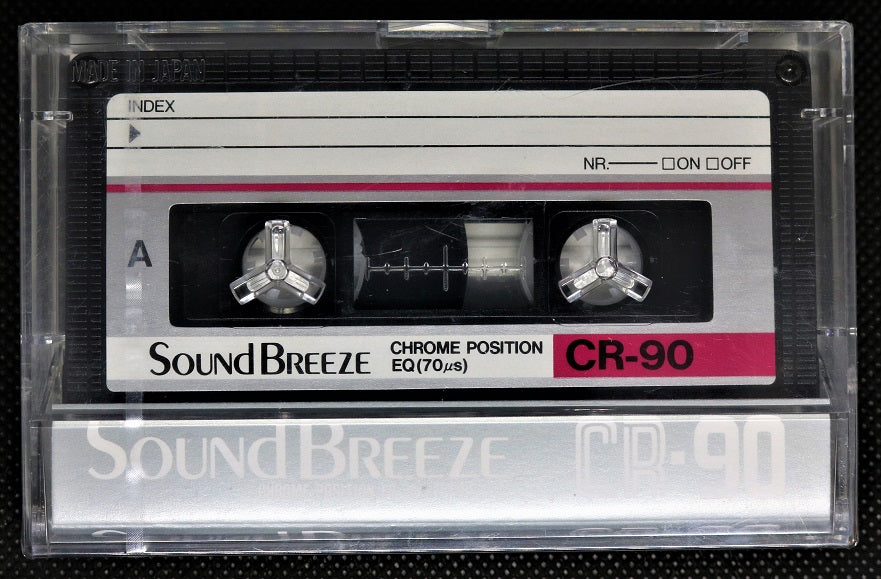 MADE IN JAPAN
INDEX
NR. □ON □OFF
A
SOUND BREEZE CHROME POSITION CR-90
EQ(70μs)
SOUND BREEZE CR-90